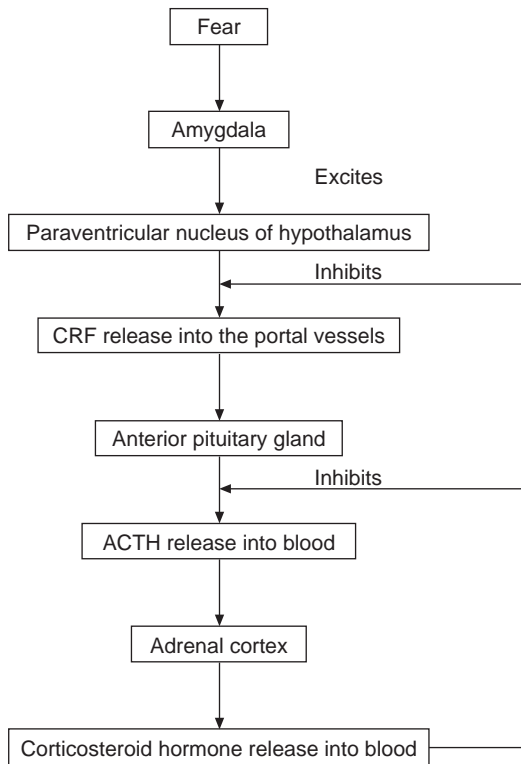 Fear
Amygdala
Excites
Paraventricular nucleus of hypothalamus
Inhibits
CRF release into the portal vessels
Anterior pituitary gland
Inhibits
ACTH release into blood
Adrenal cortex
Corticosteroid hormone release into blood